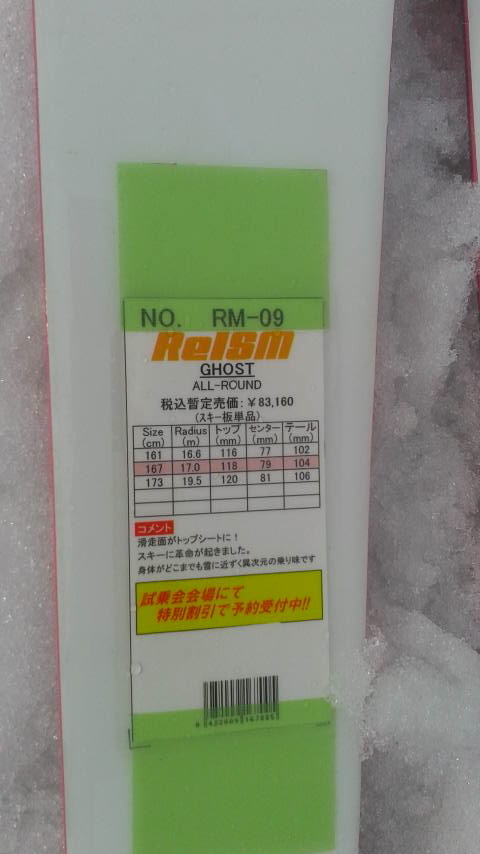 NO. RM-09
ReISM
GHOST
ALL-ROUND
税込暫定売価:￥83,160
(スキー板単品)
Size (cm) Radius (m) トップ (mm) センター (mm) テール (mm)
161 16.6 116 77 102
167 17.0 118 79 104
173 19.5 120 81 106
コメント
滑走面がトップシートに!
スキーに革命が起きました。
身体がどこまでも雪に近ずく異次元の乗り味です
試乗会会場にて
特別割引で予約受付中!!